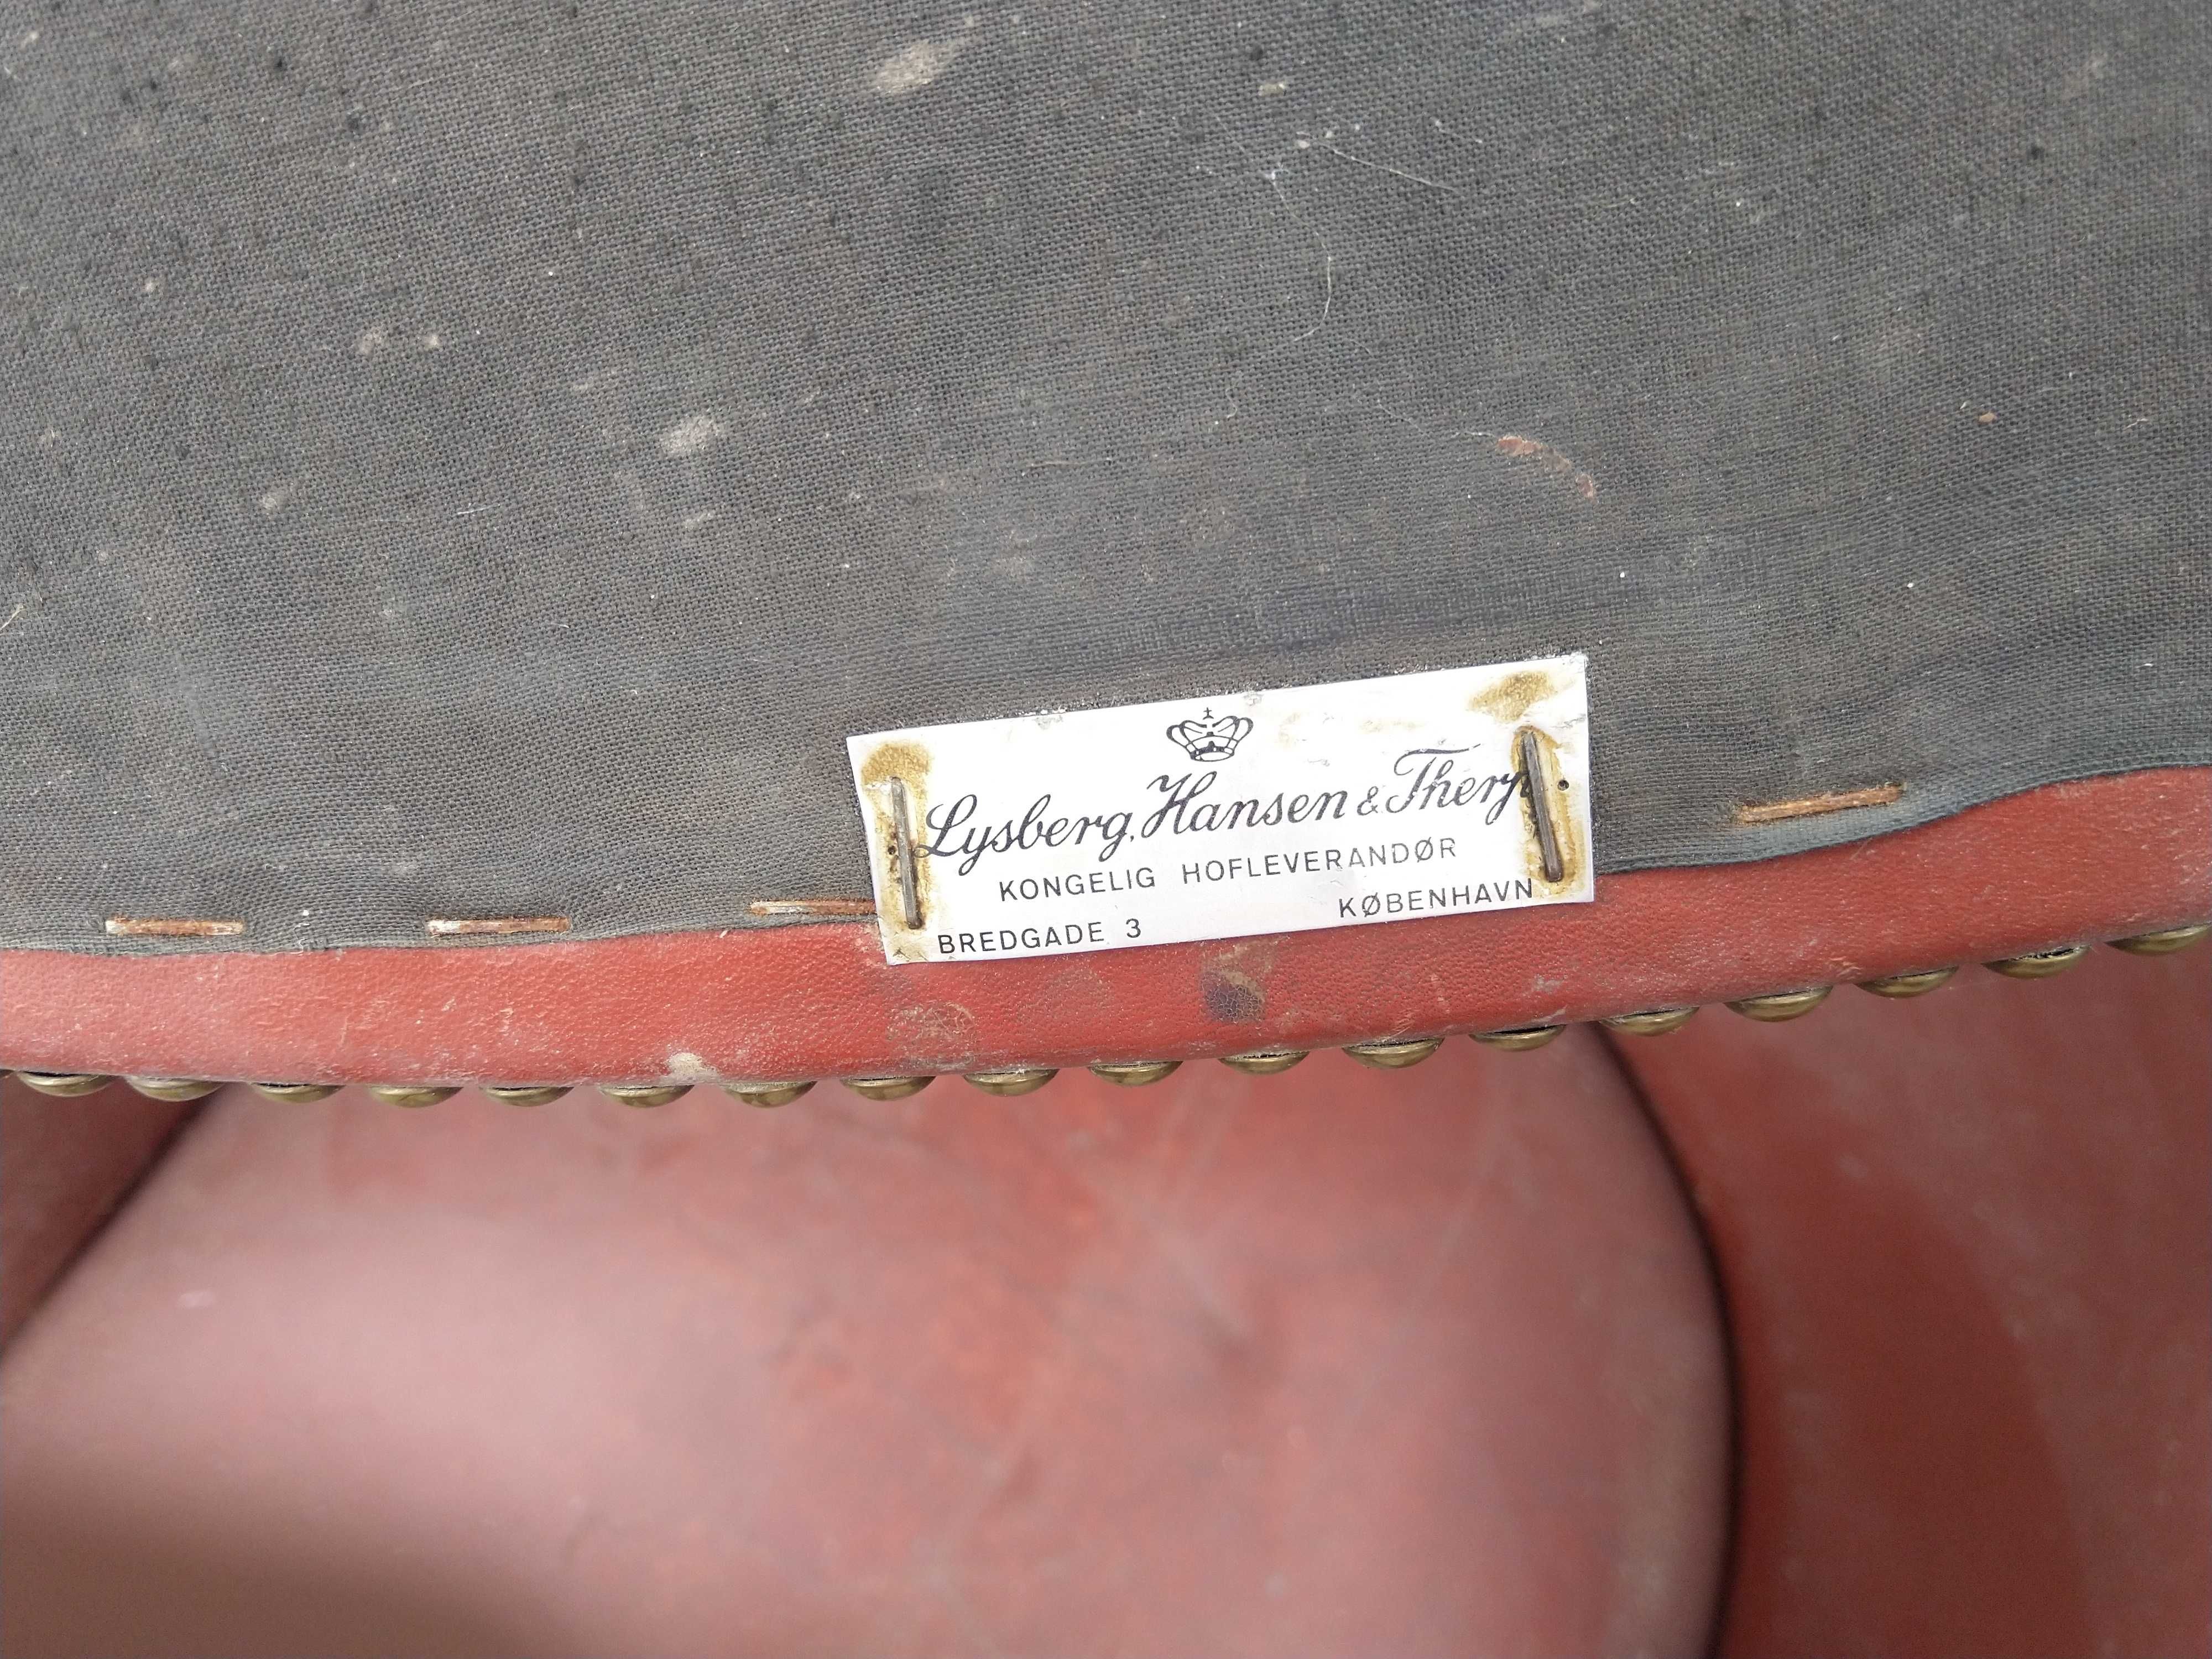 Lysberg, Hansen & Therp
KONGELIG HOFLEVERANDØR
BREDGADE 3 KØBENHAVN